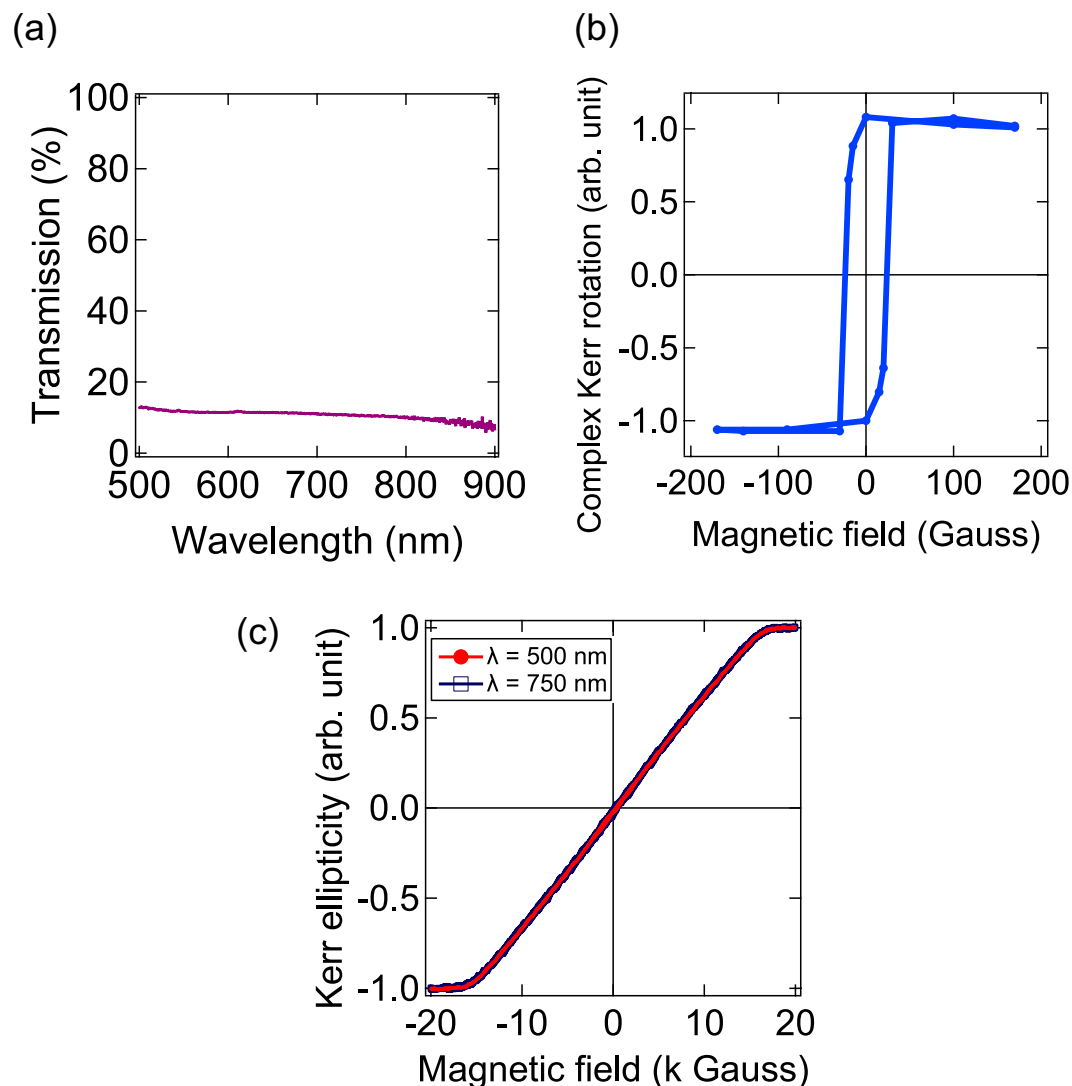 (a)
Transmission (%)
100
80
60
40
20
0
500 600 700 800 900
Wavelength (nm)
(b)
Complex Kerr rotation (arb. unit)
1.0
0.5
0.0
-0.5
-1.0
-200 -100 0 100 200
Magnetic field (Gauss)
(c)
Kerr ellipticity (arb. unit)
1.0
0.5
0.0
-0.5
-1.0
λ = 500 nm
λ = 750 nm
-20 -10 0 10 20
Magnetic field (k Gauss)